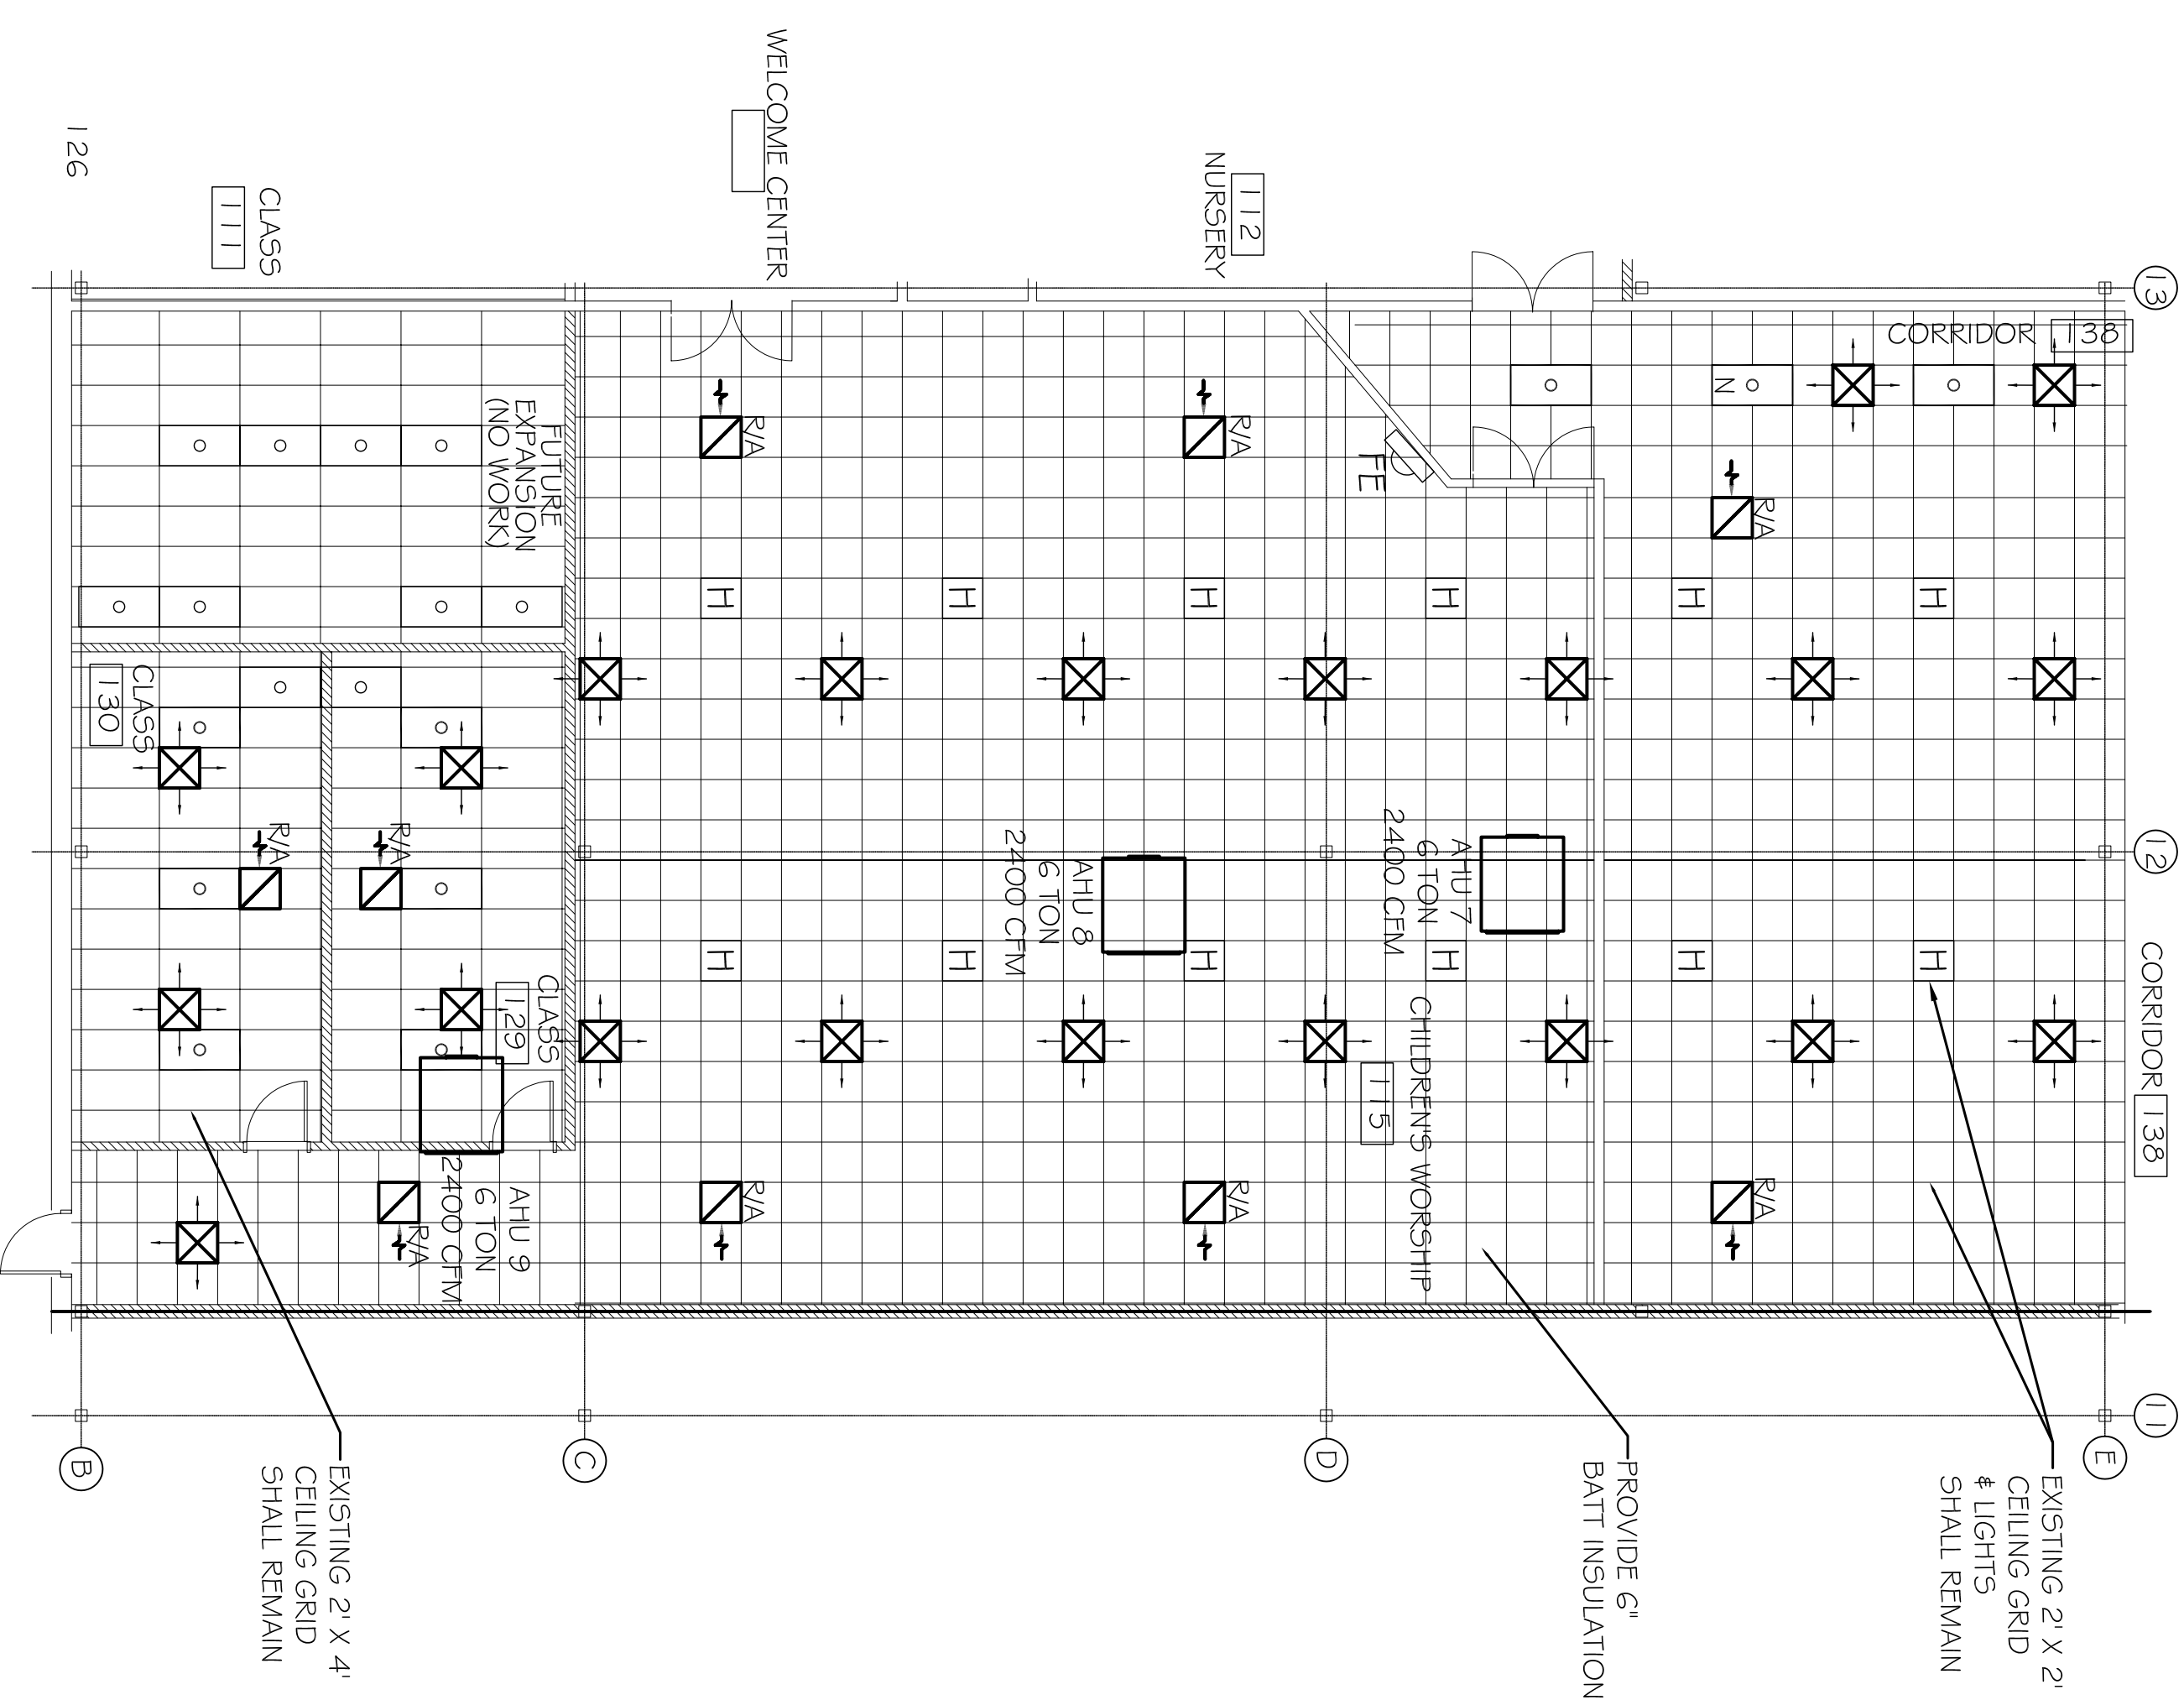 13
CORRIDOR 138
12
CORRIDOR 138
11
E
EXISTING 2' X 2'
CEILING GRID
& LIGHTS
SHALL REMAIN
N
R/A
H
H
H
H
R/A
FE
AHU 7
6 TON
2400 CFM
CHILDREN'S WORSHIP
115
PROVIDE 6"
BATT INSULATION
D
112
NURSERY
R/A
H
H
H
H
AHU 8
6 TON
2400 CFM
R/A
WELCOME CENTER
R/A
H
H
H
H
R/A
C
CLASS
111
FUTURE
EXPANSION
(NO WORK)
CLASS
129
R/A
AHU 9
6 TON
2400 CFM
R/A
R/A
CLASS
130
126
EXISTING 2' X 4'
CEILING GRID
SHALL REMAIN
B